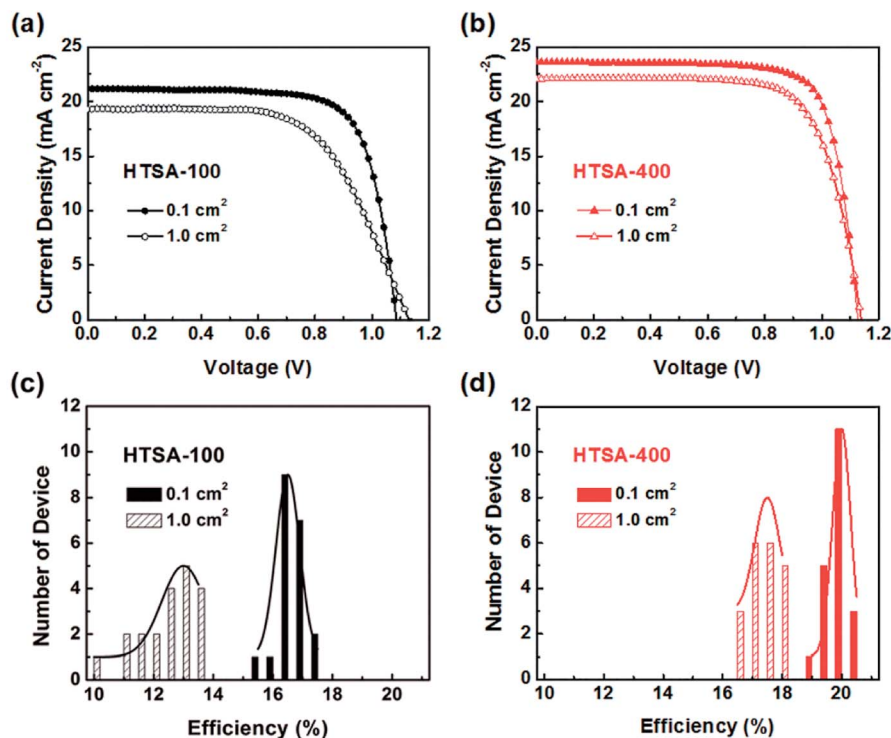 (a)
25
20
15
10
5
0
Current Density (mA cm⁻²)
HTSA-100
0.1 cm²
1.0 cm²
0.0 0.2 0.4 0.6 0.8 1.0 1.2
Voltage (V)
(b)
25
20
15
10
5
0
Current Density (mA cm⁻²)
HTSA-400
0.1 cm²
1.0 cm²
0.0 0.2 0.4 0.6 0.8 1.0 1.2
Voltage (V)
(c)
12
10
8
6
4
2
0
Number of Device
HTSA-100
0.1 cm²
1.0 cm²
10 12 14 16 18 20
Efficiency (%)
(d)
12
10
8
6
4
2
0
Number of Device
HTSA-400
0.1 cm²
1.0 cm²
10 12 14 16 18 20
Efficiency (%)